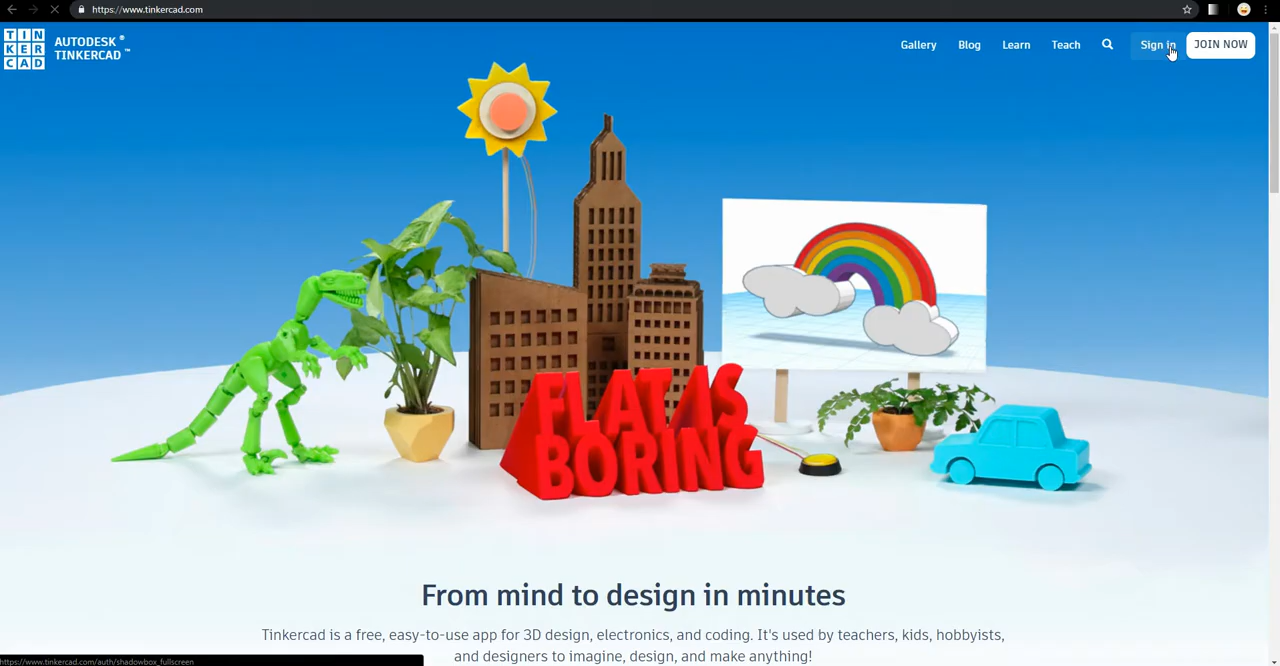 https://www.tinkercad.com
TIN
KER
CAD
AUTODESK ®
TINKERCAD ™
Gallery
Blog
Learn
Teach
Sign in
JOIN NOW
FLAT IS
BORING
From mind to design in minutes
Tinkercad is a free, easy-to-use app for 3D design, electronics, and coding. It's used by teachers, kids, hobbyists,
and designers to imagine, design, and make anything!
https://www.tinkercad.com/auth/shadowbox_fullscreen